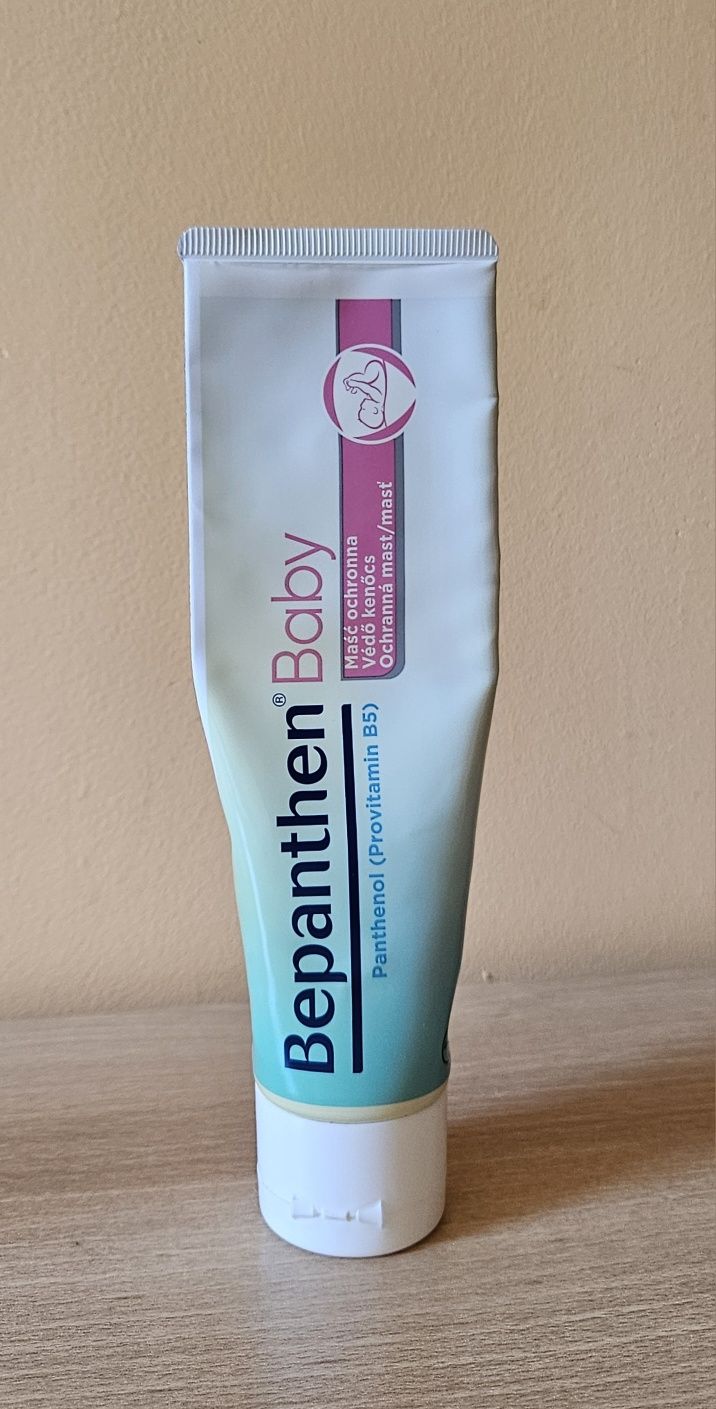 Bepanthen® Baby
Panthenol (Provitamin B5)
Maść ochronna
Védő kenőcs
Ochranná mast/masť